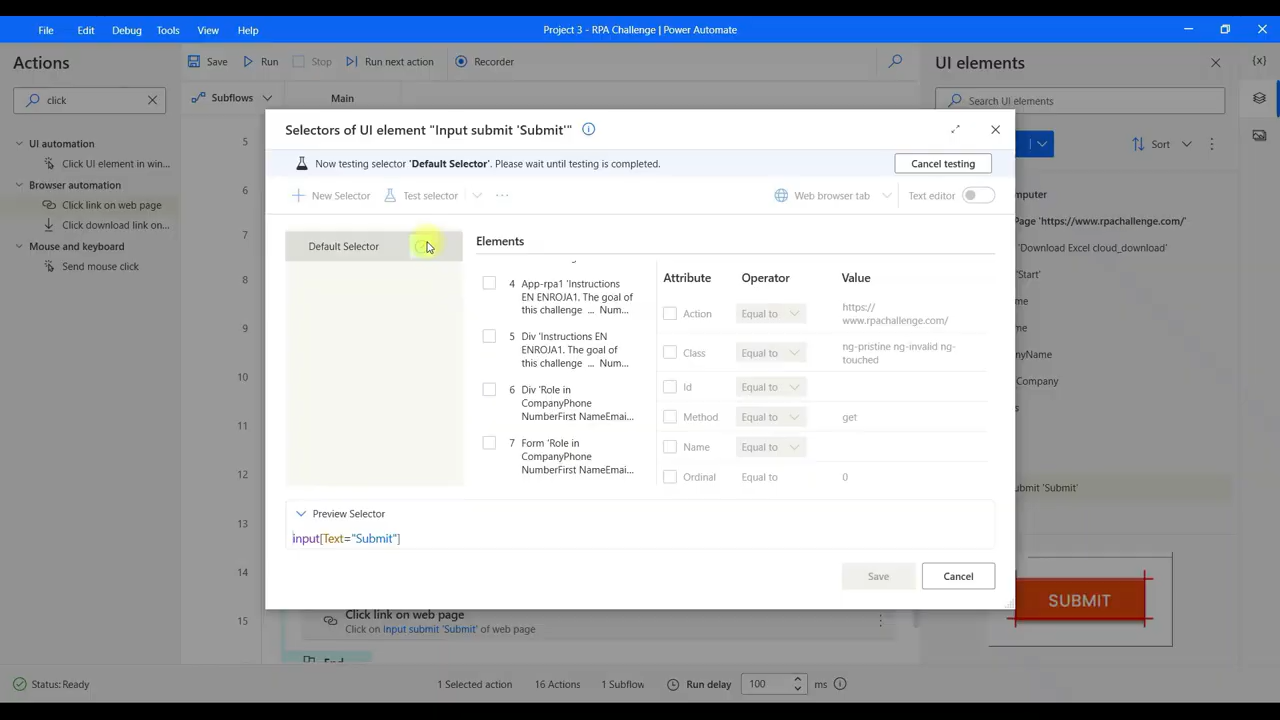 File Edit Debug Tools View Help Project 3 - RPA Challenge | Power Automate
Actions
Save Run Stop Run next action Recorder
UI elements
{x}
click
Subflows Main
Search UI elements
UI automation
Click UI element in win...
Browser automation
Click link on web page
Click download link on...
Mouse and keyboard
Send mouse click
5
6
7
8
9
10
11
12
13
14
15
Selectors of UI element "Input submit 'Submit'"
Now testing selector 'Default Selector'. Please wait until testing is completed.
Cancel testing
New Selector Test selector ... Web browser tab Text editor
Default Selector
Elements
4 App-rpa1 'Instructions
EN ENROJA1. The goal of
this challenge ... Num...
5 Div 'Instructions EN
ENROJA1. The goal of
this challenge ... Num...
6 Div 'Role in
CompanyPhone
NumberFirst NameEmai...
7 Form 'Role in
CompanyPhone
NumberFirst NameEmai...
Attribute Operator Value
Action Equal to https://
www.rpachallenge.com/
Class Equal to ng-pristine ng-invalid ng-
touched
Id Equal to
Method Equal to get
Name Equal to
Ordinal Equal to 0
Preview Selector
input[Text="Submit"]
Save Cancel
Click link on web page
Click on Input submit 'Submit' of web page
Sort
omputer
Page 'https://www.rpachallenge.com/'
'Download Excel cloud_download'
'Start'
me
me
nyName
Company
s
ubmit 'Submit'
SUBMIT
Status: Ready 1 Selected action 16 Actions 1 Subflow Run delay 100 ms